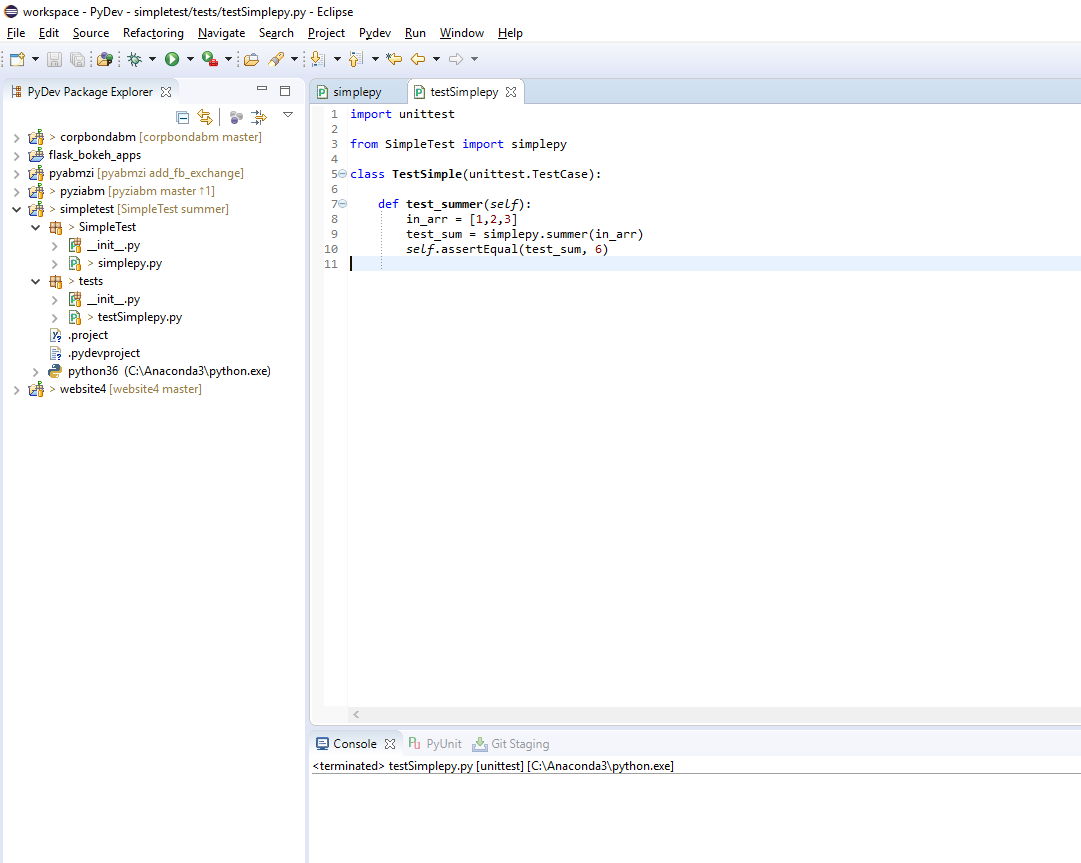 workspace - PyDev - simpletest/tests/testSimplepy.py - Eclipse
File Edit Source Refactoring Navigate Search Project Pydev Run Window Help
PyDev Package Explorer
> corpbondabm [corpbondabm master]
flask_bokeh_apps
pyabmzi [pyabmzi add_fb_exchange]
> pyziabm [pyziabm master ↑1]
> simpletest [SimpleTest summer]
> SimpleTest
__init__.py
> simplepy.py
> tests
__init__.py
> testSimplepy.py
.project
.pydevproject
python36 (C:\Anaconda3\python.exe)
> website4 [website4 master]
simplepy testSimplepy
1 import unittest
2
3 from SimpleTest import simplepy
4
5 class TestSimple(unittest.TestCase):
6
7 def test_summer(self):
8 in_arr = [1,2,3]
9 test_sum = simplepy.summer(in_arr)
10 self.assertEqual(test_sum, 6)
11
Console PyUnit Git Staging
<terminated> testSimplepy.py [unittest] [C:\Anaconda3\python.exe]